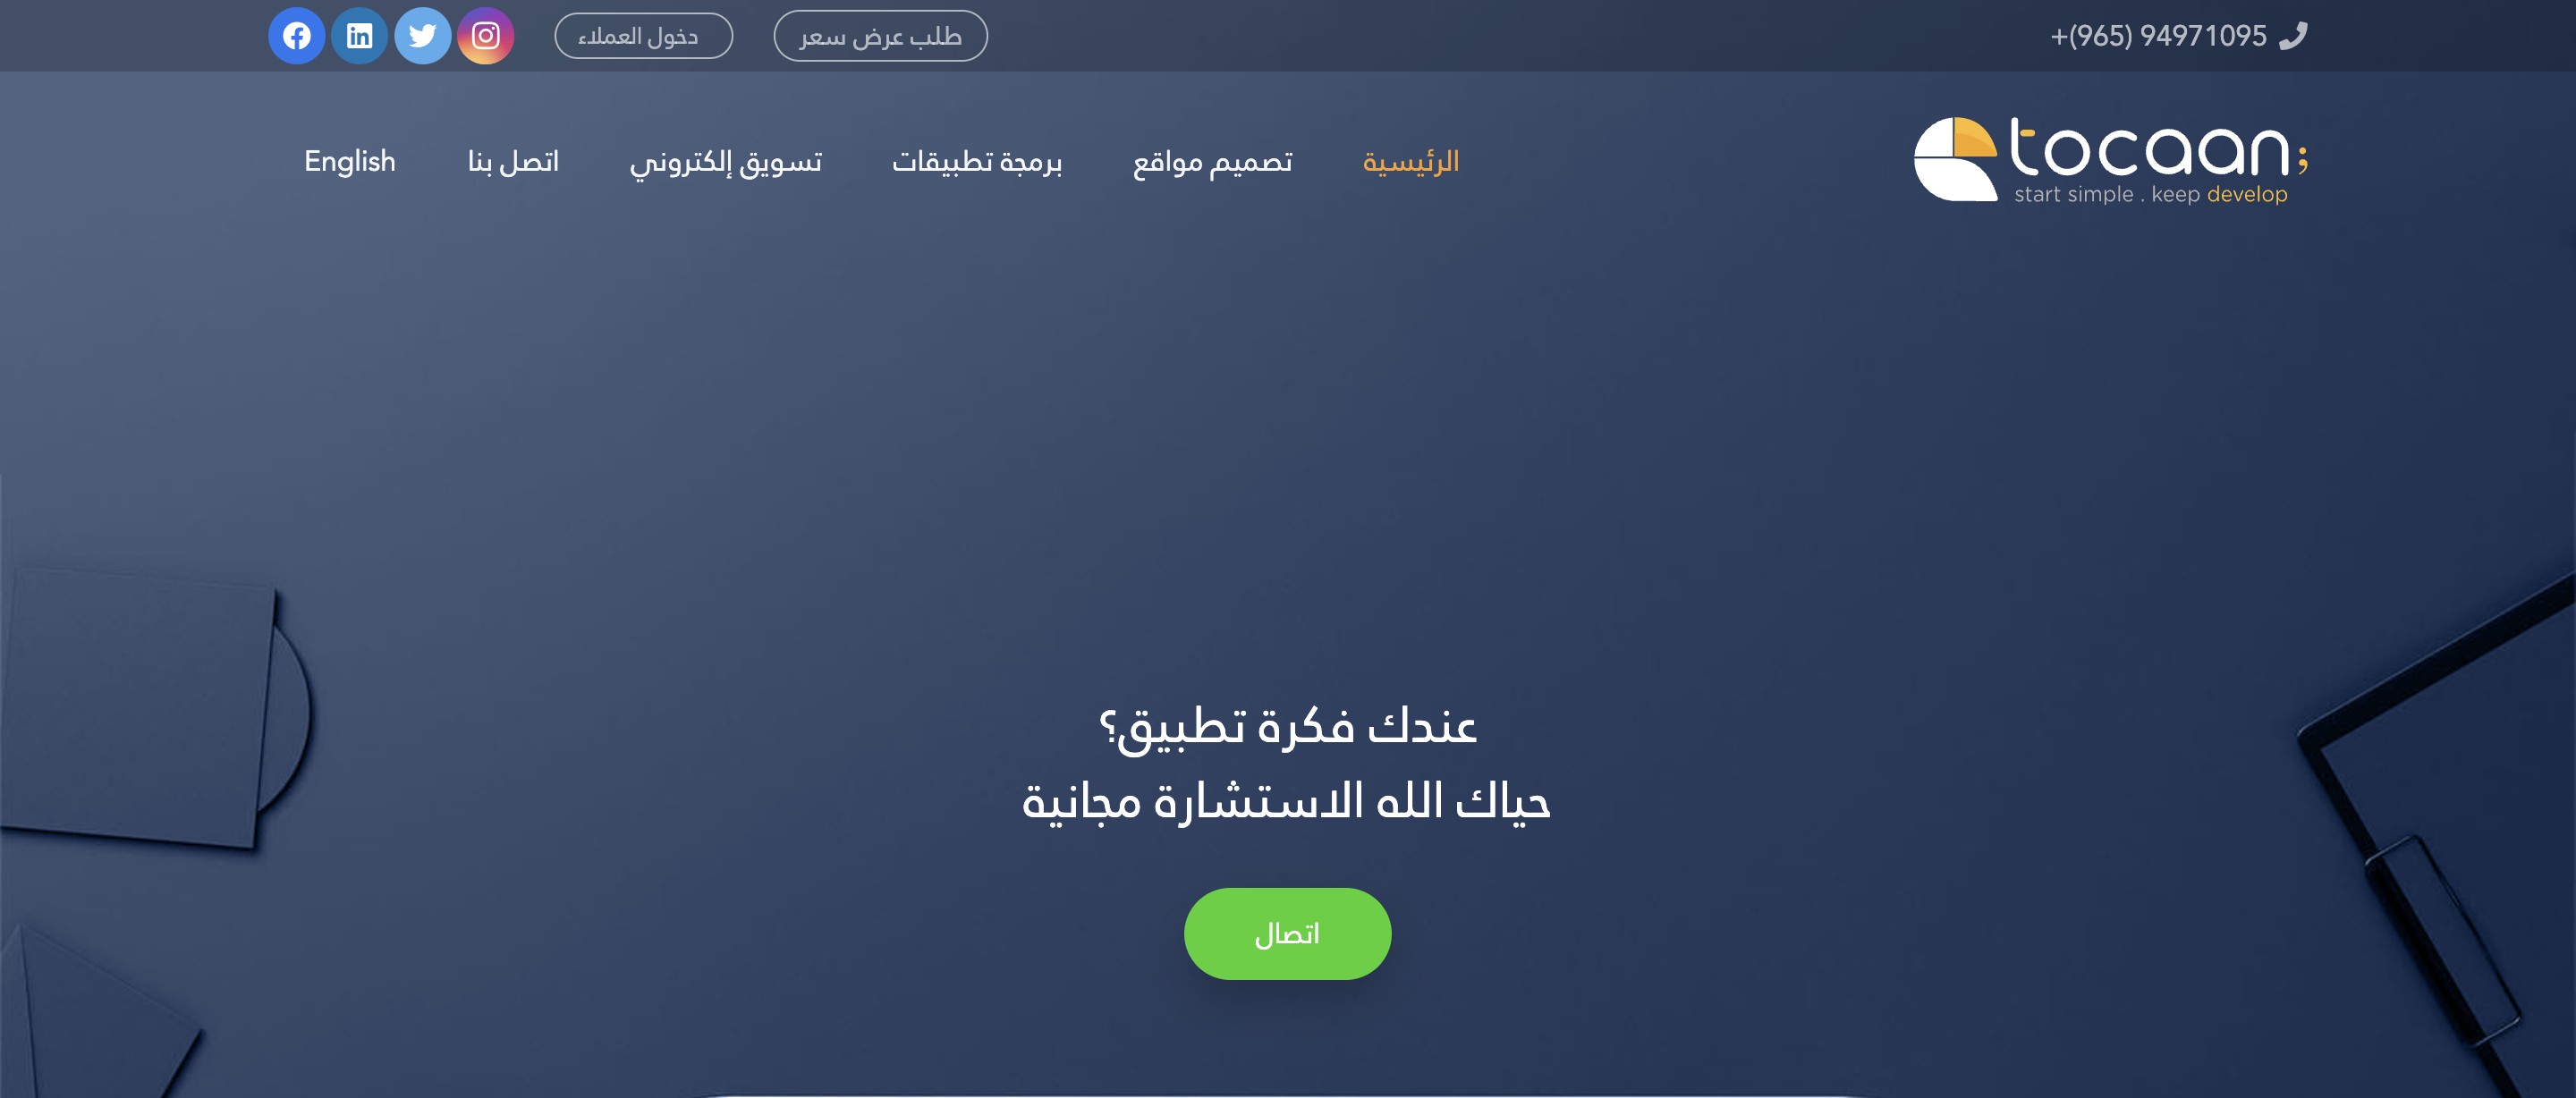 +(965) 94971095
طلب عرض سعر
دخول العملاء
tocaan;
start simple . keep develop
الرئيسية
تصميم مواقع
برمجة تطبيقات
تسويق إلكتروني
اتصل بنا
English
عندك فكرة تطبيق؟
حياك الله الاستشارة مجانية
اتصال